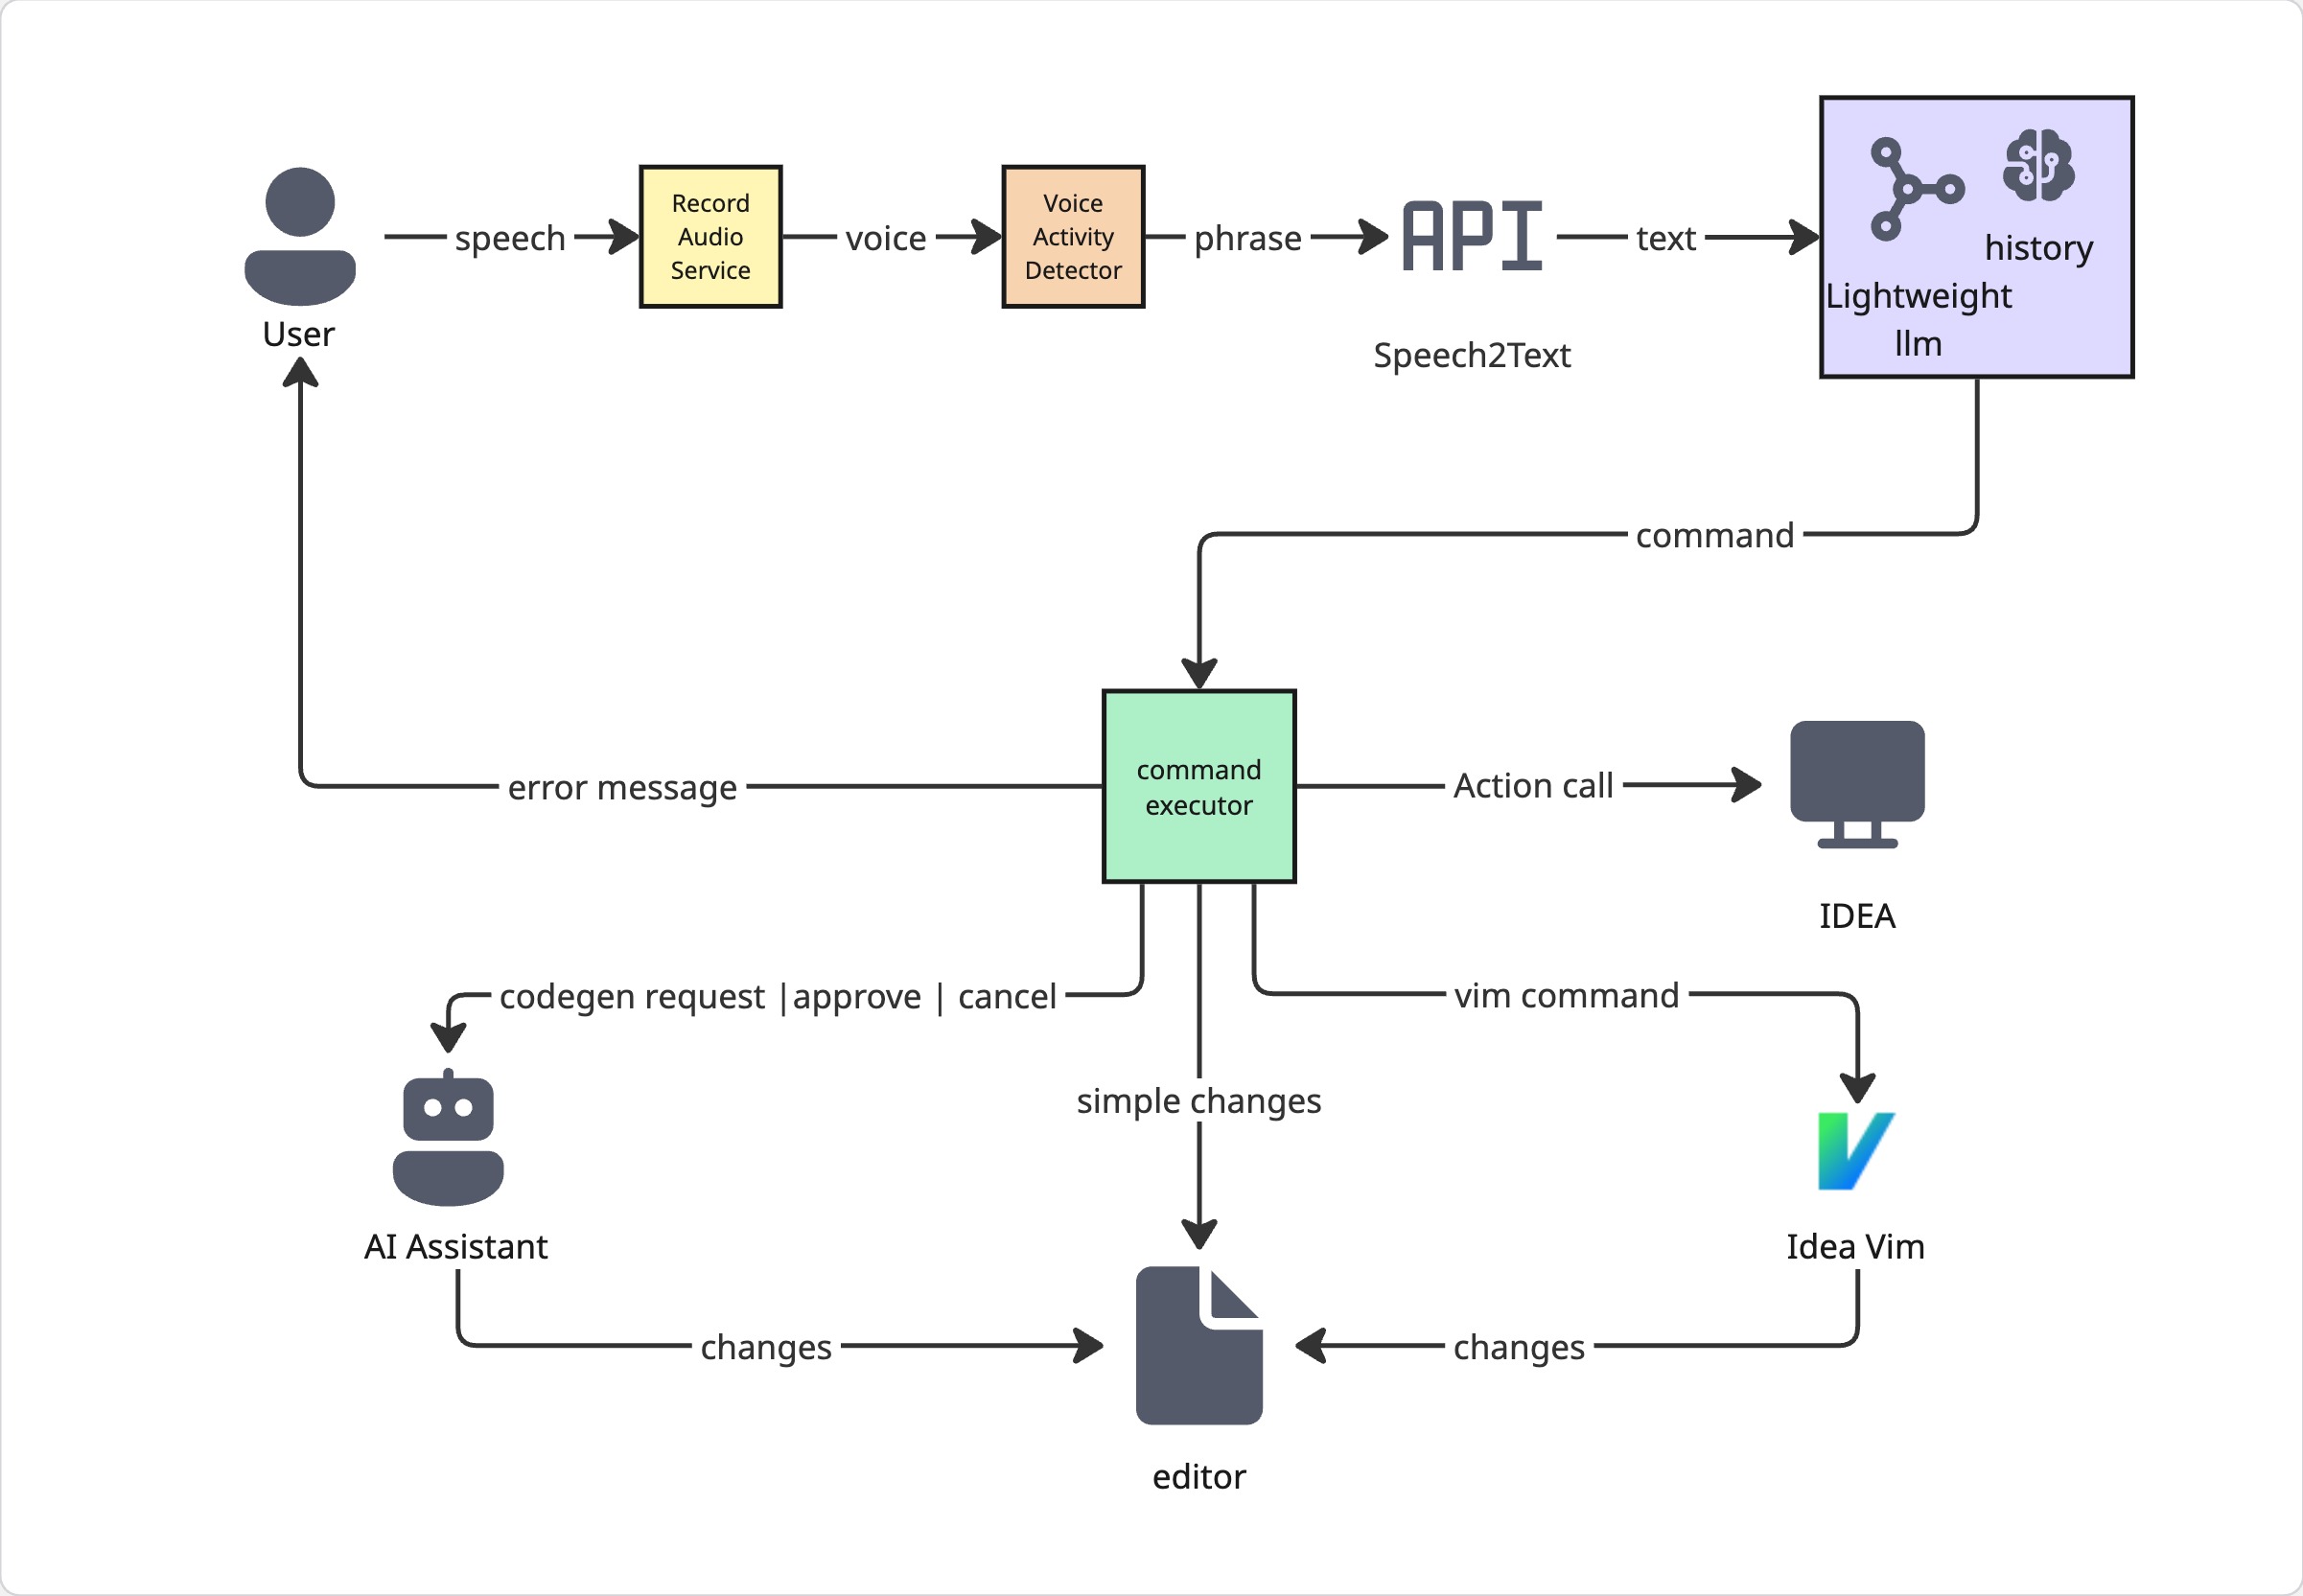 User
speech
Record
Audio
Service
voice
Voice
Activity
Detector
phrase
API
Speech2Text
text
history
Lightweight
llm
command
command
executor
error message
Action call
IDEA
codegen request |approve | cancel
simple changes
vim command
AI Assistant
Idea Vim
changes
changes
editor